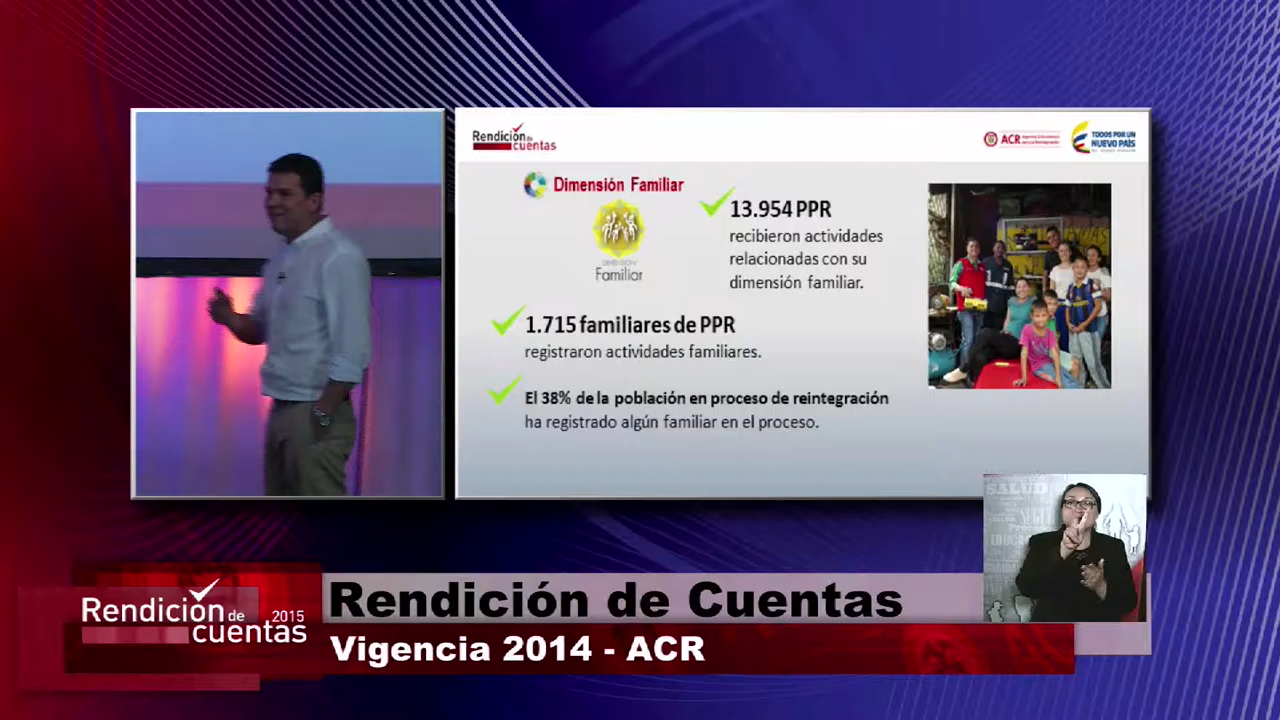 Rendición de
cuentas
ACR
TODOS POR UN
NUEVO PAÍS
Dimensión Familiar
DIMENSIÓN
Familiar
13.954 PPR
recibieron actividades
relacionadas con su
dimensión familiar.
1.715 familiares de PPR
registraron actividades familiares.
El 38% de la población en proceso de reintegración
ha registrado algún familiar en el proceso.
SALUD
Rendición de 2015
cuentas
Rendición de Cuentas
Vigencia 2014 - ACR